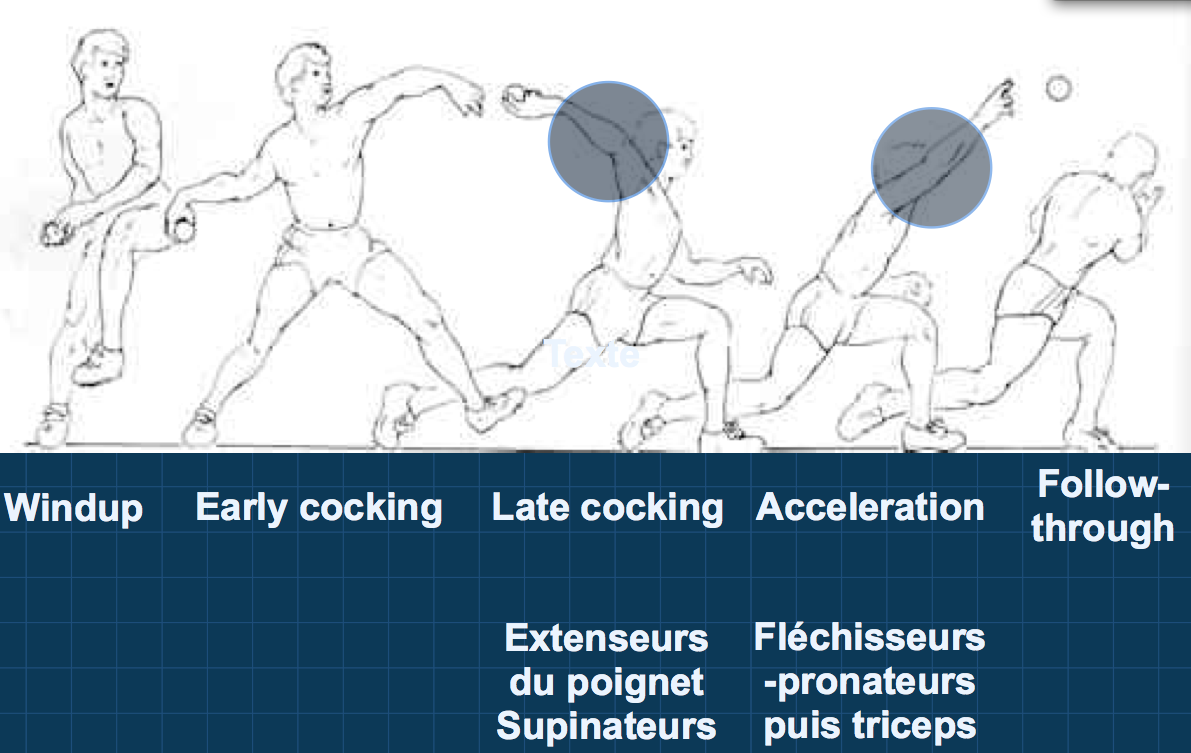 Texte
Windup
Early cocking
Late cocking
Acceleration
Follow-
through
Extenseurs
du poignet
Supinateurs
Fléchisseurs
-pronateurs
puis triceps